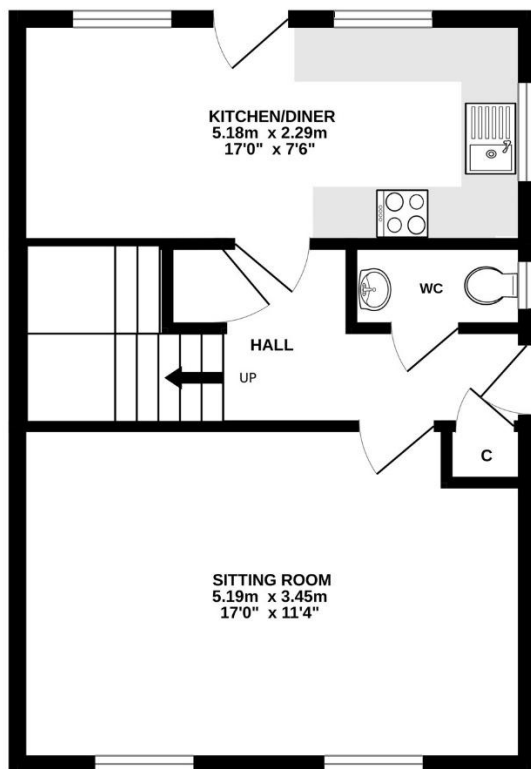 KITCHEN/DINER
5.18m x 2.29m
17'0" x 7'6"
WC
HALL
UP
C
SITTING ROOM
5.19m x 3.45m
17'0" x 11'4"